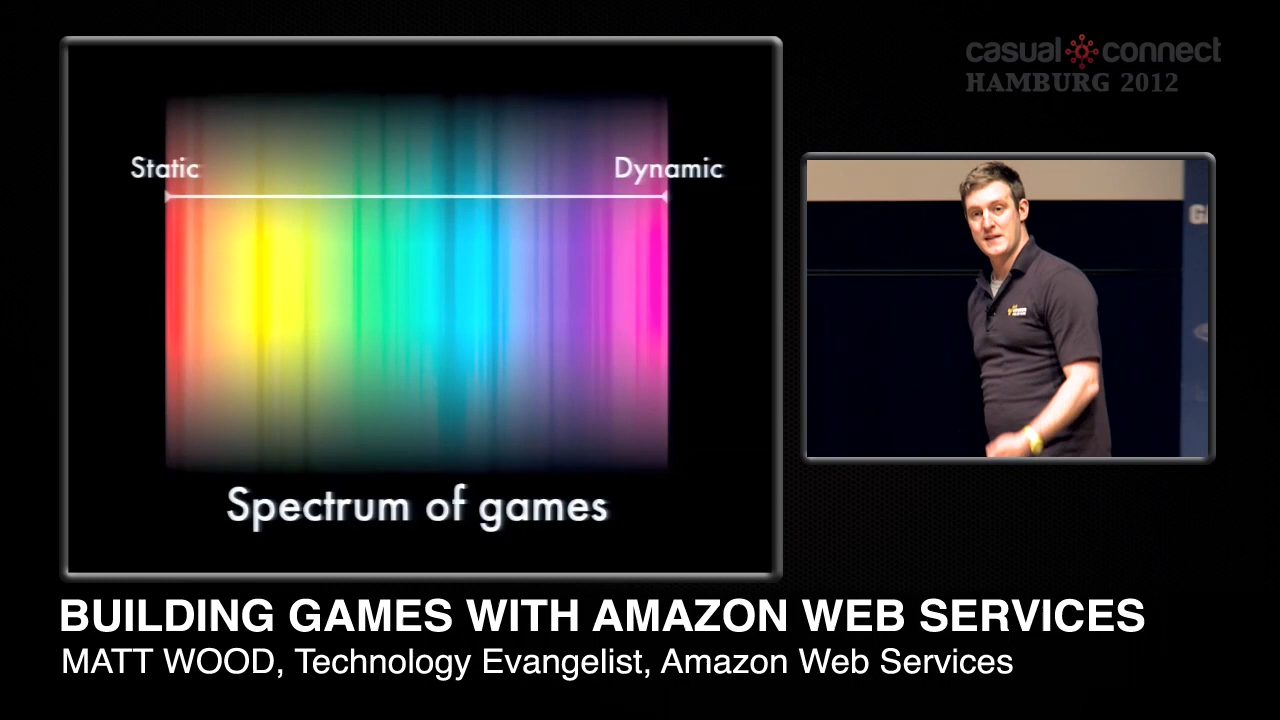 casual connect
HAMBURG 2012
Static
Dynamic
Spectrum of games
BUILDING GAMES WITH AMAZON WEB SERVICES
MATT WOOD, Technology Evangelist, Amazon Web Services